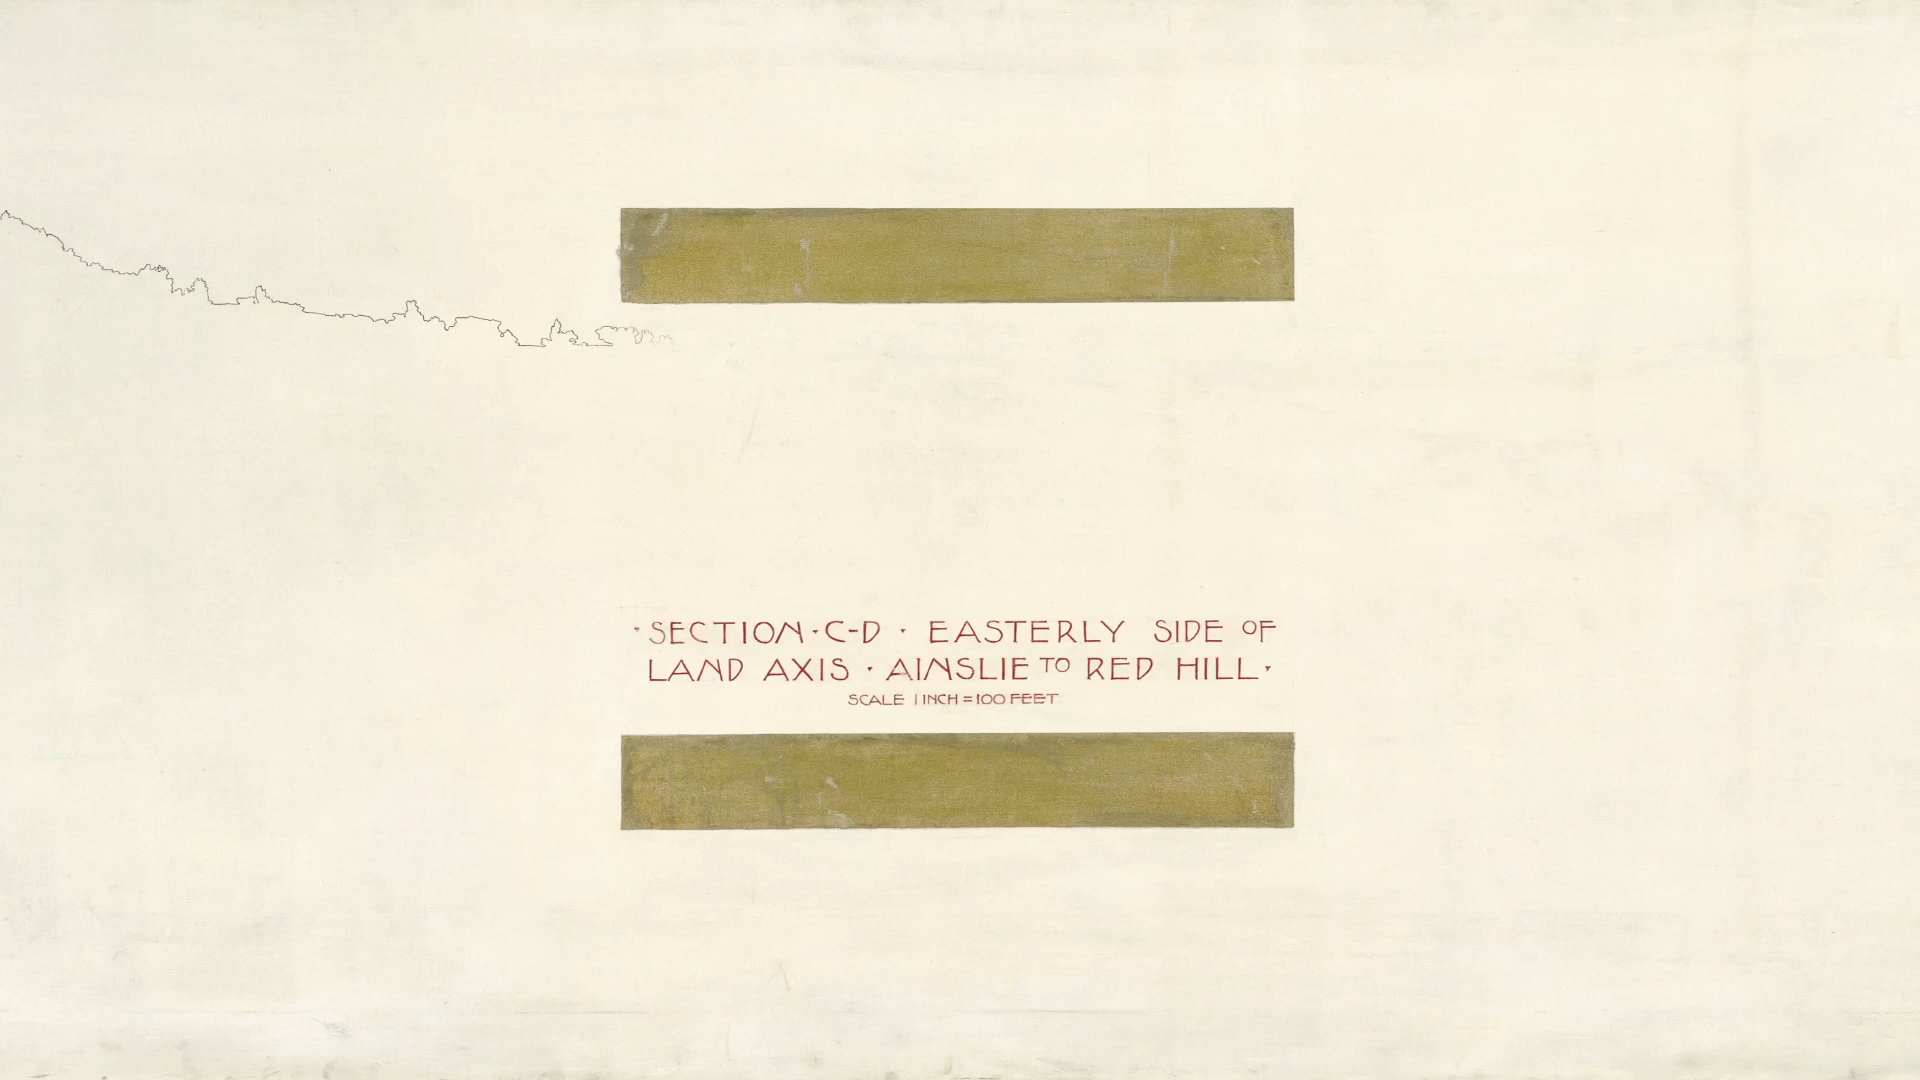 · SECTION · C-D · EASTERLY SIDE OF
LAND AXIS · AINSLIE TO RED HILL ·
SCALE 1 INCH = 100 FEET